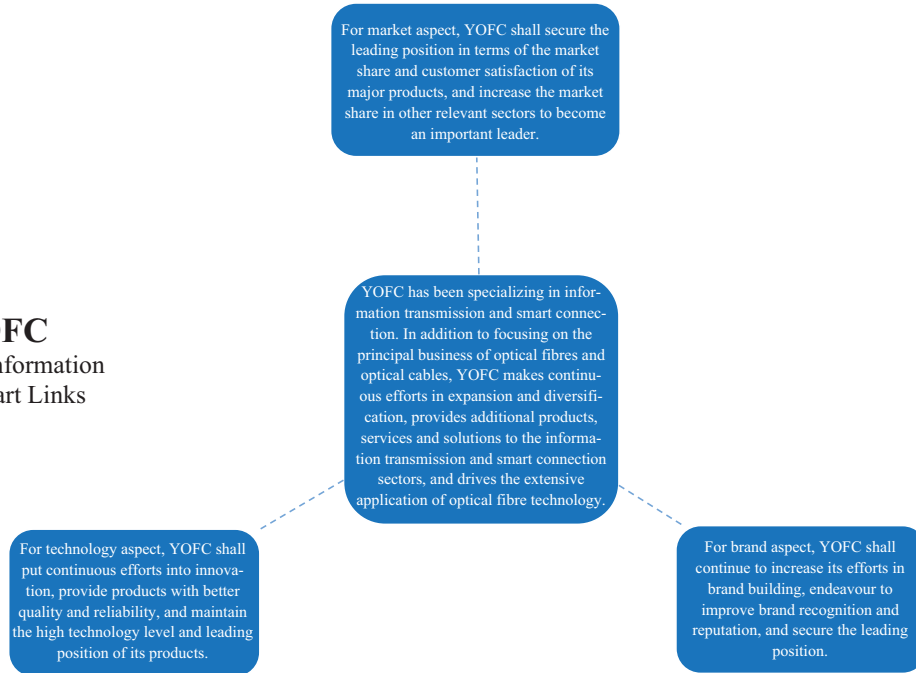 For market aspect, YOFC shall secure the
leading position in terms of the market
share and customer satisfaction of its
major products, and increase the market
share in other relevant sectors to become
an important leader.
YOFC has been specializing in infor-
mation transmission and smart connec-
tion. In addition to focusing on the
principal business of optical fibres and
optical cables, YOFC makes continu-
ous efforts in expansion and diversifi-
cation, provides additional products,
services and solutions to the informa-
tion transmission and smart connection
sectors, and drives the extensive
application of optical fibre technology.
FC
nformation
art Links
For technology aspect, YOFC shall
put continuous efforts into innova-
tion, provide products with better
quality and reliability, and maintain
the high technology level and leading
position of its products.
For brand aspect, YOFC shall
continue to increase its efforts in
brand building, endeavour to
improve brand recognition and
reputation, and secure the leading
position.